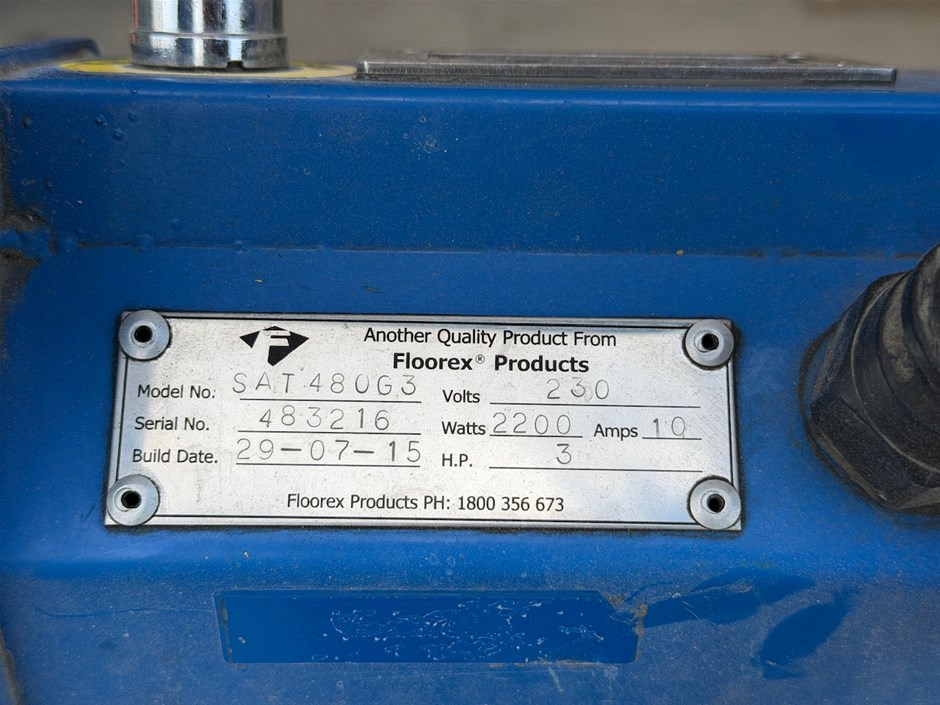 F
Another Quality Product From
Floorex® Products
Model No. SAT480G3 Volts 230
Serial No. 483216 Watts 2200 Amps 10
Build Date. 29-07-15 H.P. 3
Floorex Products PH: 1800 356 673